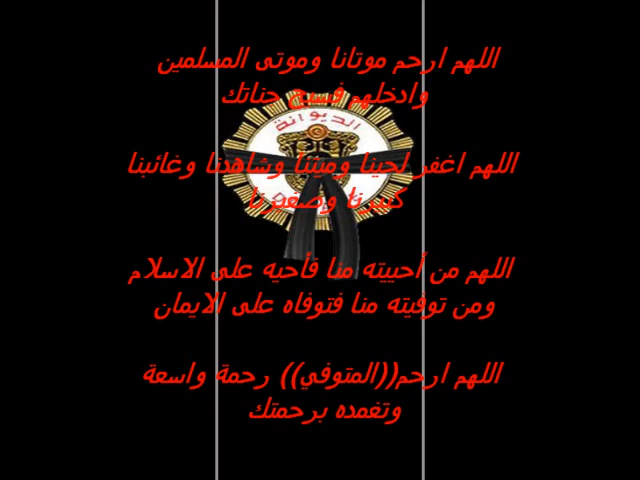 اللهم ارحم موتانا وموتى المسلمين
وادخلهم فسيح جناتك
الديوانة
اللهم اغفر لحينا وميتنا وشاهدنا وغائبنا
كبيرنا وصغيرنا
اللهم من أحييته منا فأحيه على الاسلام
ومن توفيته منا فتوفاه على الايمان
اللهم ارحم((المتوفي)) رحمة واسعة
وتغمده برحمتك